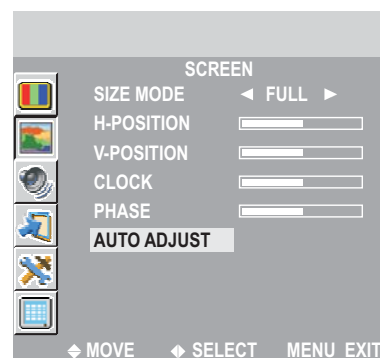 SCREEN
SIZE MODE ◄ FULL ►
H-POSITION
V-POSITION
CLOCK
PHASE
AUTO ADJUST
MOVE SELECT MENU EXIT